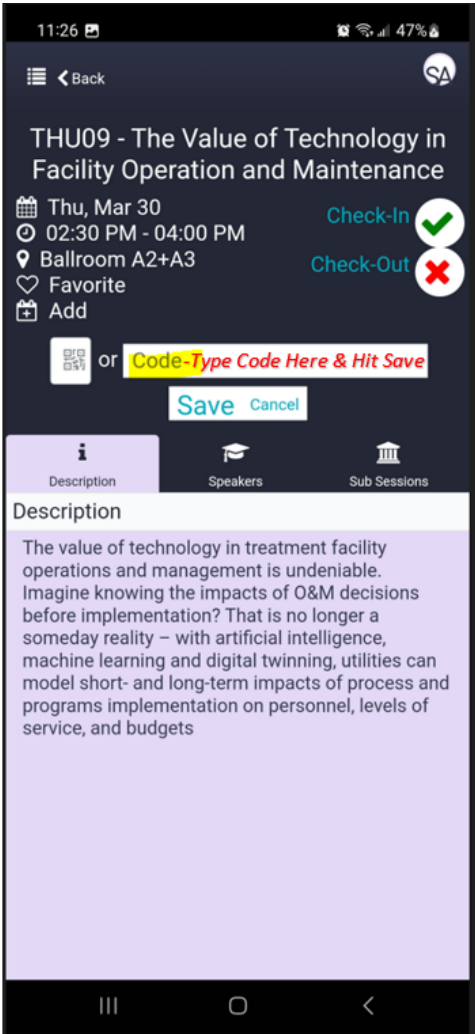 11:26 47%
Back
SA
THU09 - The Value of Technology in
Facility Operation and Maintenance
Thu, Mar 30
Check-In
02:30 PM - 04:00 PM
Ballroom A2+A3
Check-Out
Favorite
Add
or Code-Type Code Here & Hit Save
Save Cancel
Description Speakers Sub Sessions
Description
The value of technology in treatment facility
operations and management is undeniable.
Imagine knowing the impacts of O&M decisions
before implementation? That is no longer a
someday reality – with artificial intelligence,
machine learning and digital twinning, utilities can
model short- and long-term impacts of process and
programs implementation on personnel, levels of
service, and budgets